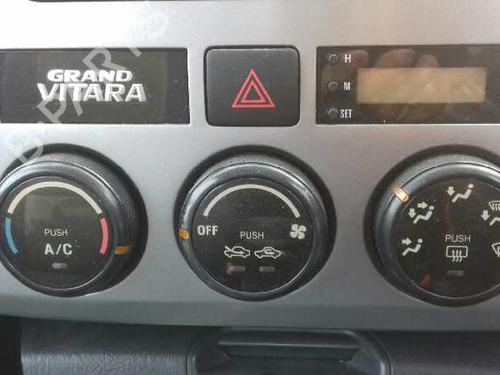 GRAND
VITARA
H
M
SET
PUSH
A/C
OFF
PUSH
PUSH